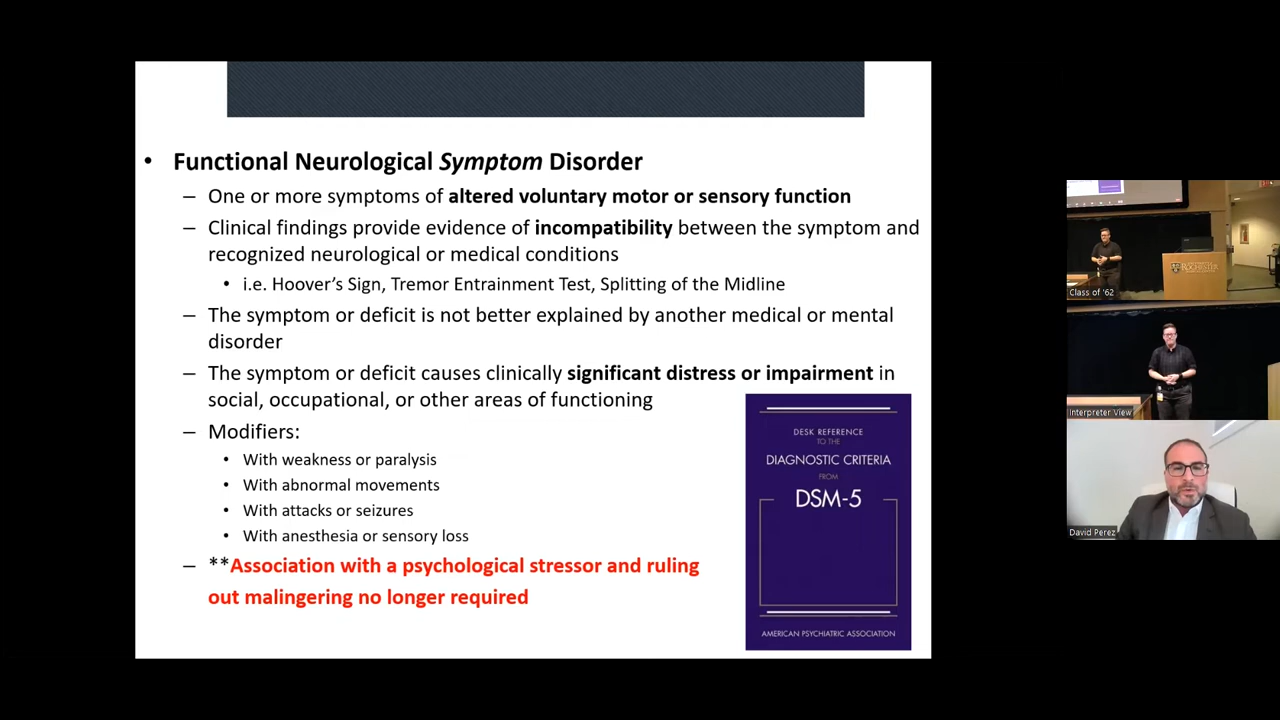 • Functional Neurological Symptom Disorder
– One or more symptoms of altered voluntary motor or sensory function
– Clinical findings provide evidence of incompatibility between the symptom and
recognized neurological or medical conditions
• i.e. Hoover's Sign, Tremor Entrainment Test, Splitting of the Midline
– The symptom or deficit is not better explained by another medical or mental
disorder
– The symptom or deficit causes clinically significant distress or impairment in
social, occupational, or other areas of functioning
– Modifiers:
• With weakness or paralysis
• With abnormal movements
• With attacks or seizures
• With anesthesia or sensory loss
– **Association with a psychological stressor and ruling
out malingering no longer required
DESK REFERENCE
TO THE
DIAGNOSTIC CRITERIA
FROM
DSM-5
AMERICAN PSYCHIATRIC ASSOCIATION
ROCHESTER
Class of '62
Interpreter View
David Perez